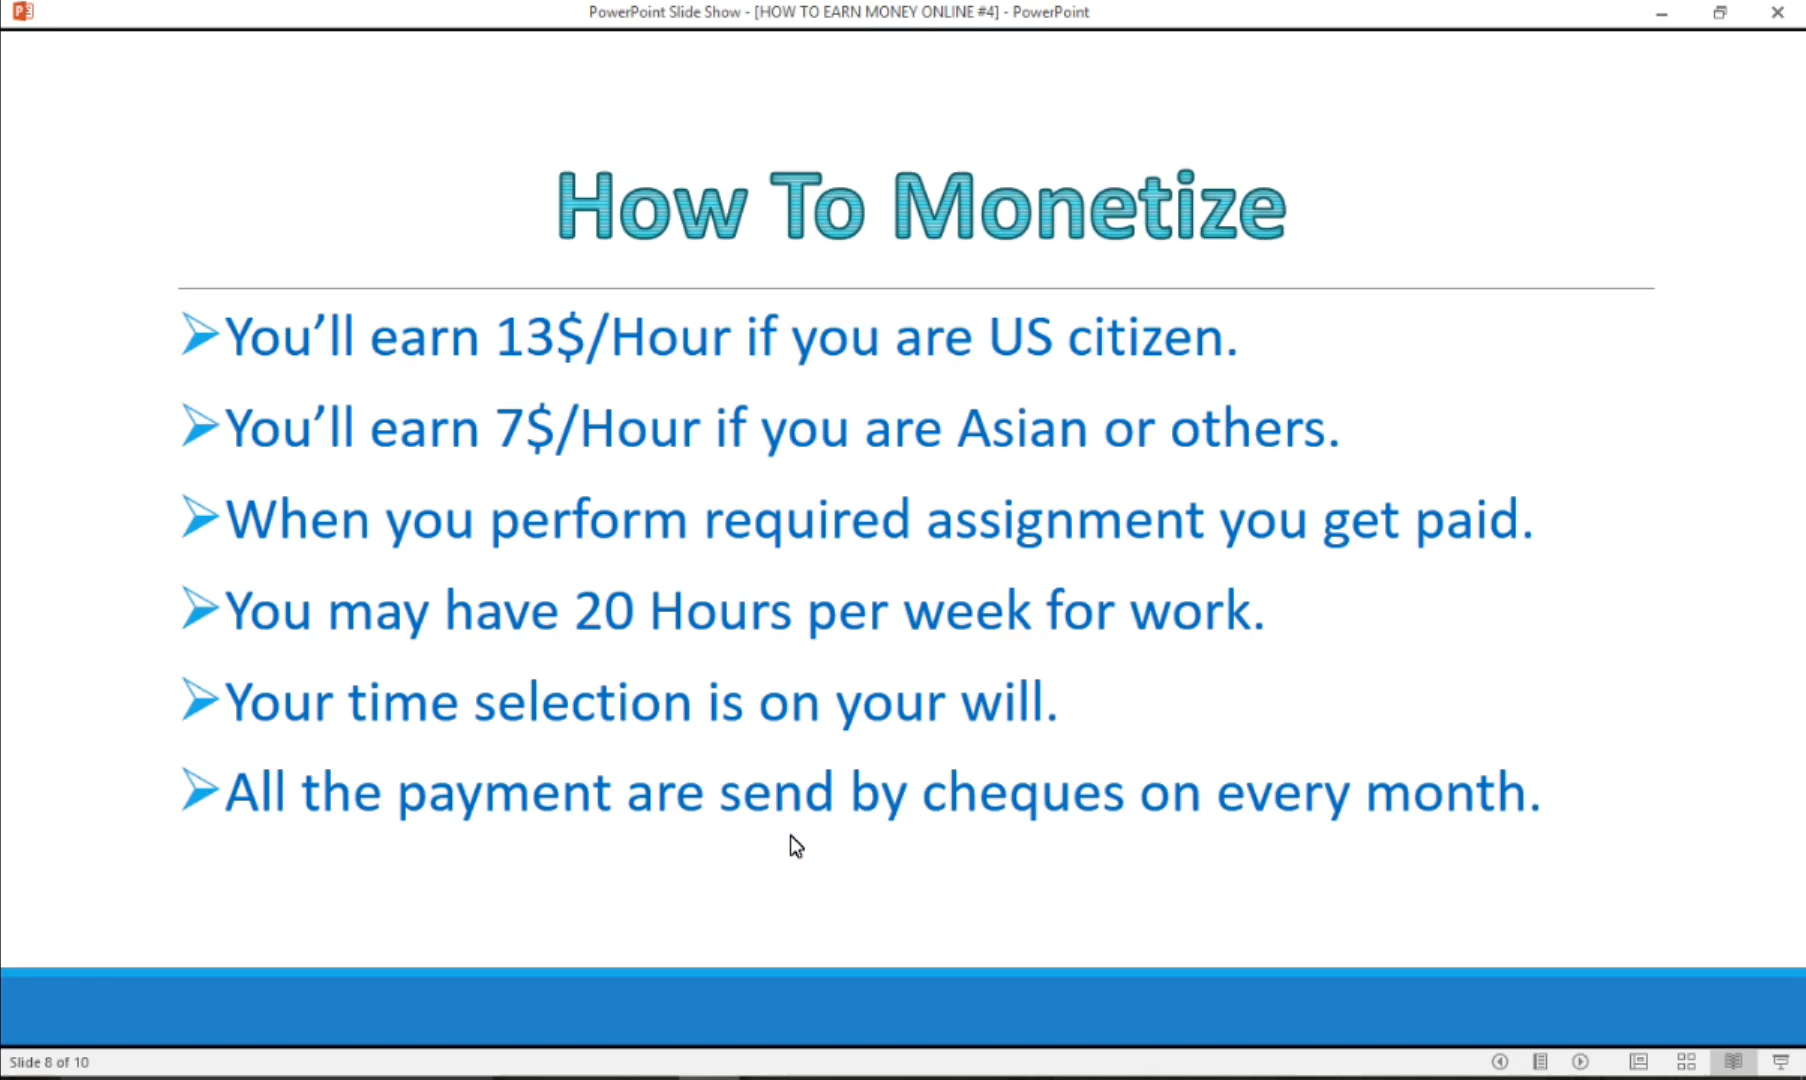 PowerPoint Slide Show - [HOW TO EARN MONEY ONLINE #4] - PowerPoint
How To Monetize
You’ll earn 13$/Hour if you are US citizen.
You’ll earn 7$/Hour if you are Asian or others.
When you perform required assignment you get paid.
You may have 20 Hours per week for work.
Your time selection is on your will.
All the payment are send by cheques on every month.
Slide 8 of 10